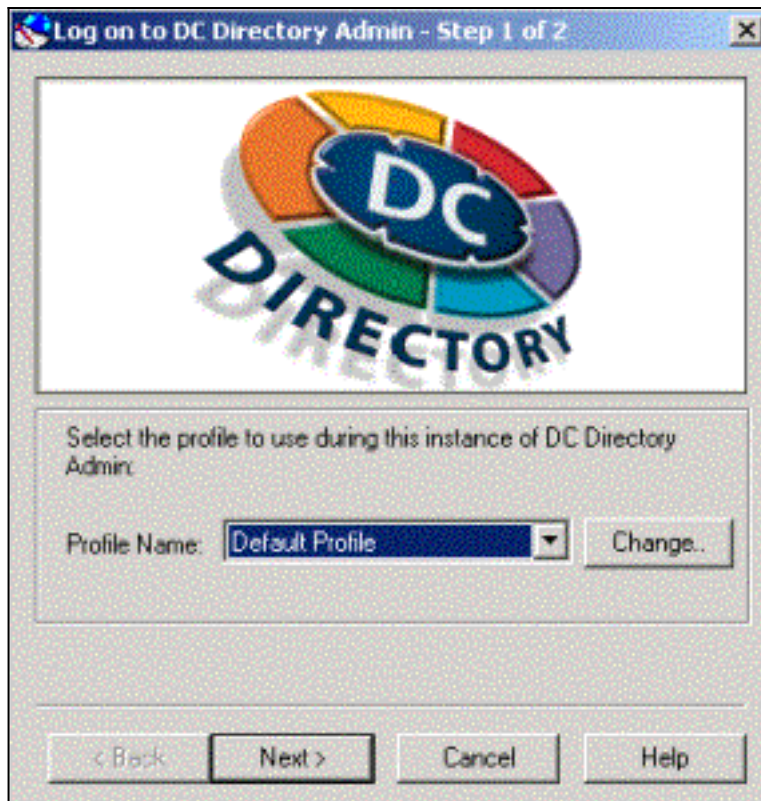 Log on to DC Directory Admin - Step 1 of 2
DC
DIRECTORY
Select the profile to use during this instance of DC Directory
Admin:
Profile Name: Default Profile Change..
< Back Next > Cancel Help